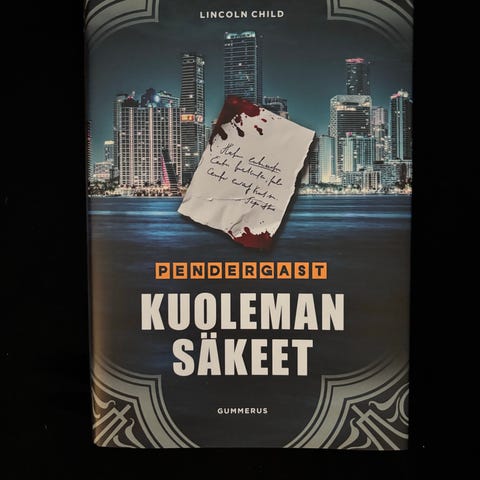 LINCOLN CHILD
PENDERGAST
KUOLEMAN
SÄKEET
GUMMERUS